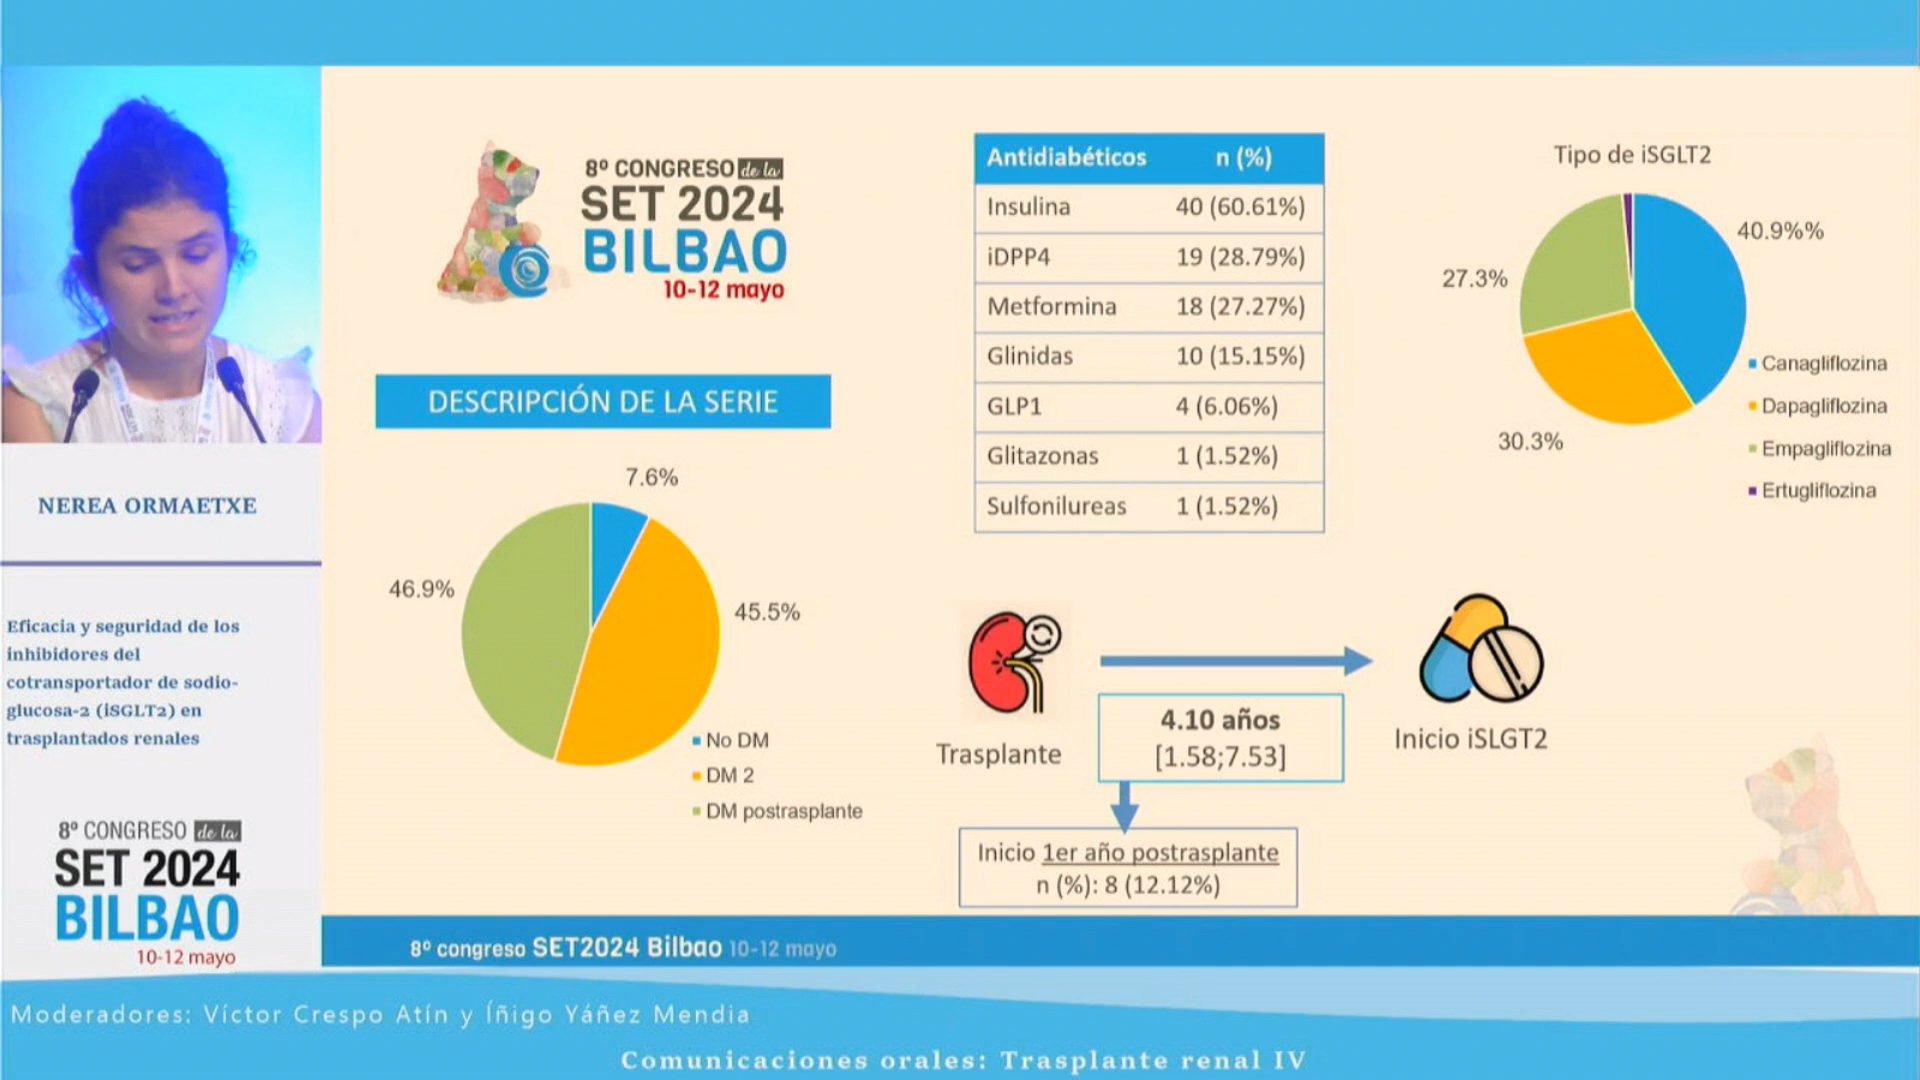 NEREA ORMAETXE
Eficacia y seguridad de los
inhibidores del
cotransportador de sodio-
glucosa-2 (iSGLT2) en
trasplantados renales
8º CONGRESO de la
SET 2024
BILBAO
10-12 mayo
8º CONGRESO de la
SET 2024
BILBAO
10-12 mayo
DESCRIPCIÓN DE LA SERIE
7.6%
46.9%
45.5%
No DM
DM 2
DM postrasplante
Antidiabéticos n (%)
Insulina 40 (60.61%)
iDPP4 19 (28.79%)
Metformina 18 (27.27%)
Glinidas 10 (15.15%)
GLP1 4 (6.06%)
Glitazonas 1 (1.52%)
Sulfonilureas 1 (1.52%)
Tipo de iSGLT2
40.9%%
27.3%
30.3%
Canagliflozina
Dapagliflozina
Empagliflozina
Ertugliflozina
Trasplante
4.10 años
[1.58;7.53]
Inicio iSLGT2
Inicio 1er año postrasplante
n (%): 8 (12.12%)
8º congreso SET2024 Bilbao 10-12 mayo
Moderadores: Víctor Crespo Atín y Íñigo Yáñez Mendia
Comunicaciones orales: Trasplante renal IV